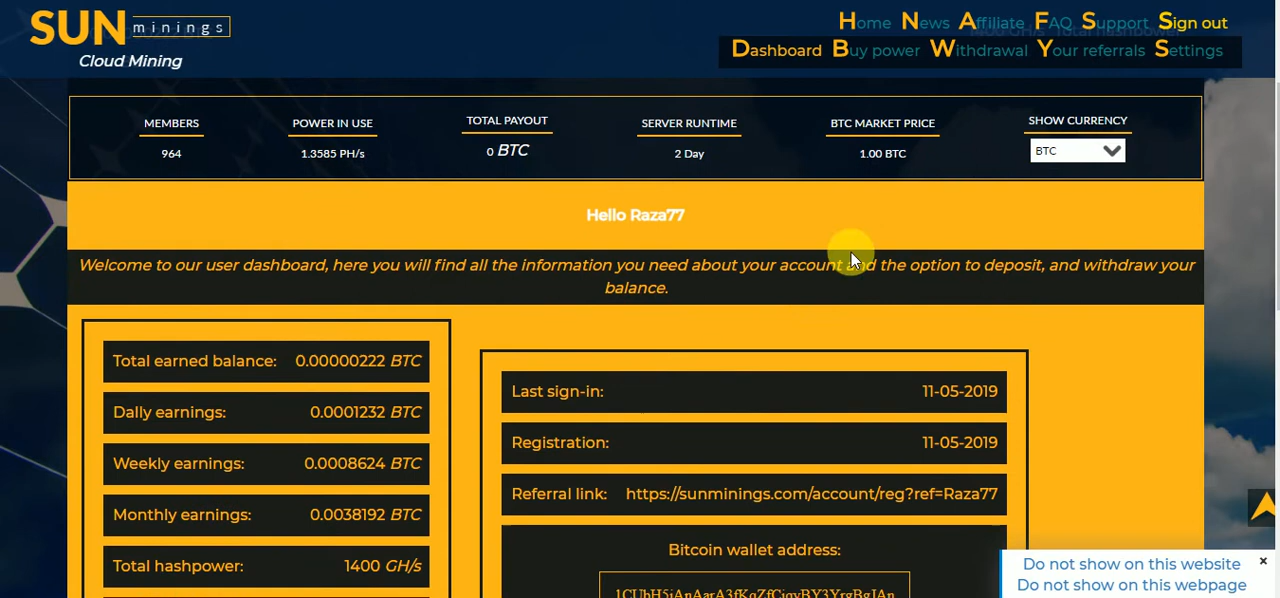 SUN minings
Cloud Mining
Home News Affiliate FAQ Support Sign out
Dashboard Buy power Withdrawal Your referrals Settings
MEMBERS POWER IN USE TOTAL PAYOUT SERVER RUNTIME BTC MARKET PRICE SHOW CURRENCY
964 1.3585 PH/s 0 BTC 2 Day 1.00 BTC BTC
Hello Raza77
Welcome to our user dashboard, here you will find all the information you need about your account and the option to deposit, and withdraw your
balance.
Total earned balance: 0.00000222 BTC
Dally earnings: 0.0001232 BTC
Weekly earnings: 0.0008624 BTC
Monthly earnings: 0.0038192 BTC
Total hashpower: 1400 GH/s
Last sign-in: 11-05-2019
Registration: 11-05-2019
Referral link: https://sunminings.com/account/reg?ref=Raza77
Bitcoin wallet address:
Do not show on this website
Do not show on this webpage